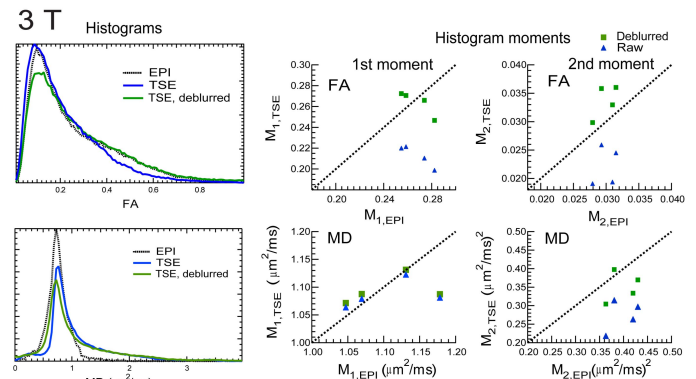 3 T
Histograms
EPI
TSE
TSE, deblurred
0.2 0.4 0.6 0.8
FA
EPI
TSE
TSE, deblurred
0 1 2 3
Histogram moments
Deblurred
Raw
1st moment
FA
0.30
0.28
0.26
0.24
0.22
0.20
M1,TSE
0.20 0.22 0.24 0.26 0.28
M1,EPI
2nd moment
FA
0.040
0.035
0.030
0.025
0.020
M2,TSE
0.020 0.025 0.030 0.035 0.040
M2,EPI
MD
1.20
1.15
1.10
1.05
1.00
M1,TSE (μm²/ms)
1.00 1.05 1.10 1.15 1.20
M1,EPI (μm²/ms)
MD
0.50
0.45
0.40
0.35
0.30
0.25
0.20
M2,TSE (μm²/ms)²
0.20 0.25 0.30 0.35 0.40 0.45 0.50
M2,EPI(μm²/ms)²